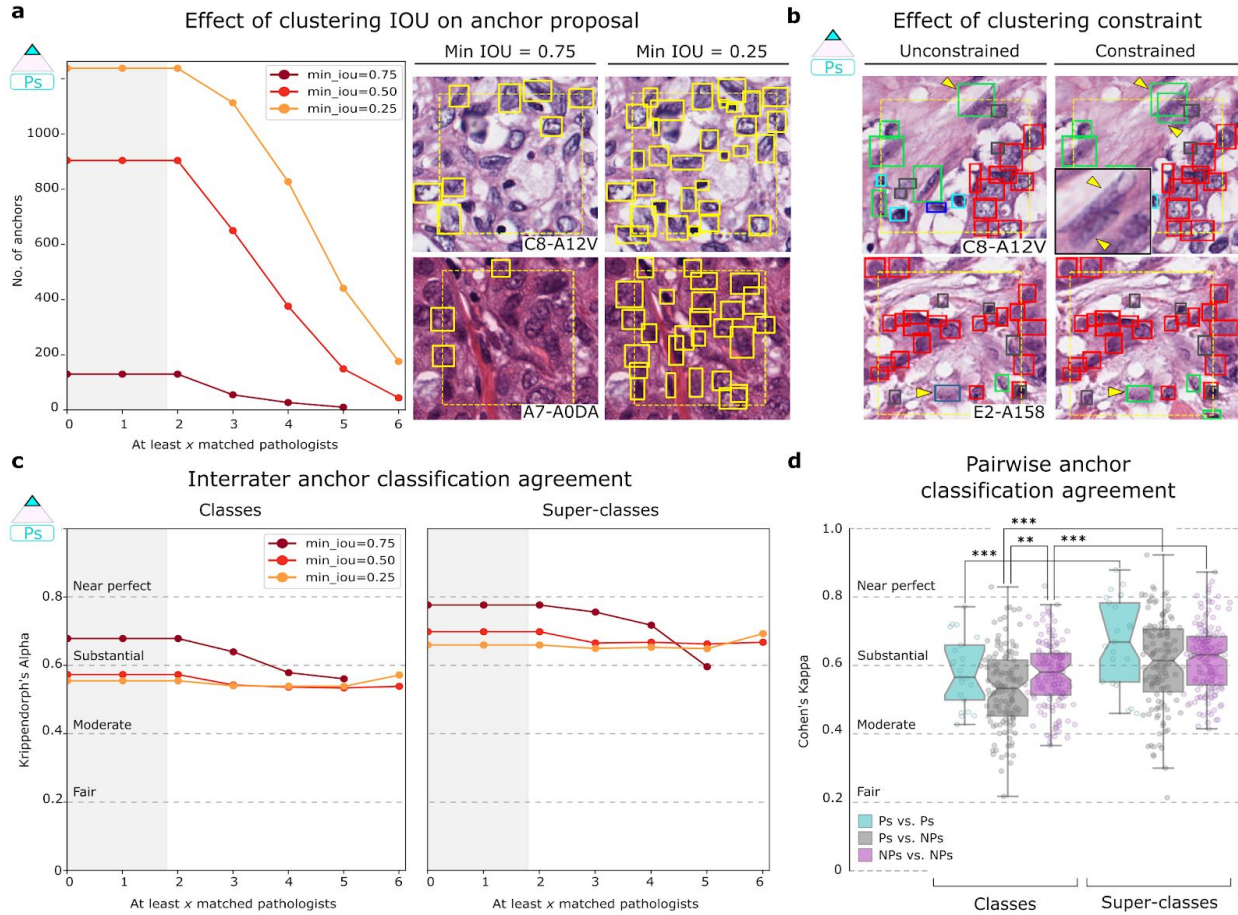 a
Effect of clustering IOU on anchor proposal
Ps
No. of anchors
1000
800
600
400
200
0
min_iou=0.75
min_iou=0.50
min_iou=0.25
0 1 2 3 4 5 6
At least x matched pathologists
Min IOU = 0.75
Min IOU = 0.25
C8-A12V
A7-A0DA
b
Effect of clustering constraint
Ps
Unconstrained
Constrained
C8-A12V
E2-A158
c
Interrater anchor classification agreement
Ps
Classes
Super-classes
Krippendorph's Alpha
0.8
0.6
0.4
0.2
0
min_iou=0.75
min_iou=0.50
min_iou=0.25
Near perfect
Substantial
Moderate
Fair
0 1 2 3 4 5 6
At least x matched pathologists
0 1 2 3 4 5 6
At least x matched pathologists
d
Pairwise anchor
classification agreement
Cohen's Kappa
1.0
0.8
0.6
0.4
0.2
0
***
*** ** ***
Near perfect
Substantial
Moderate
Fair
Ps vs. Ps
Ps vs. NPs
NPs vs. NPs
Classes
Super-classes